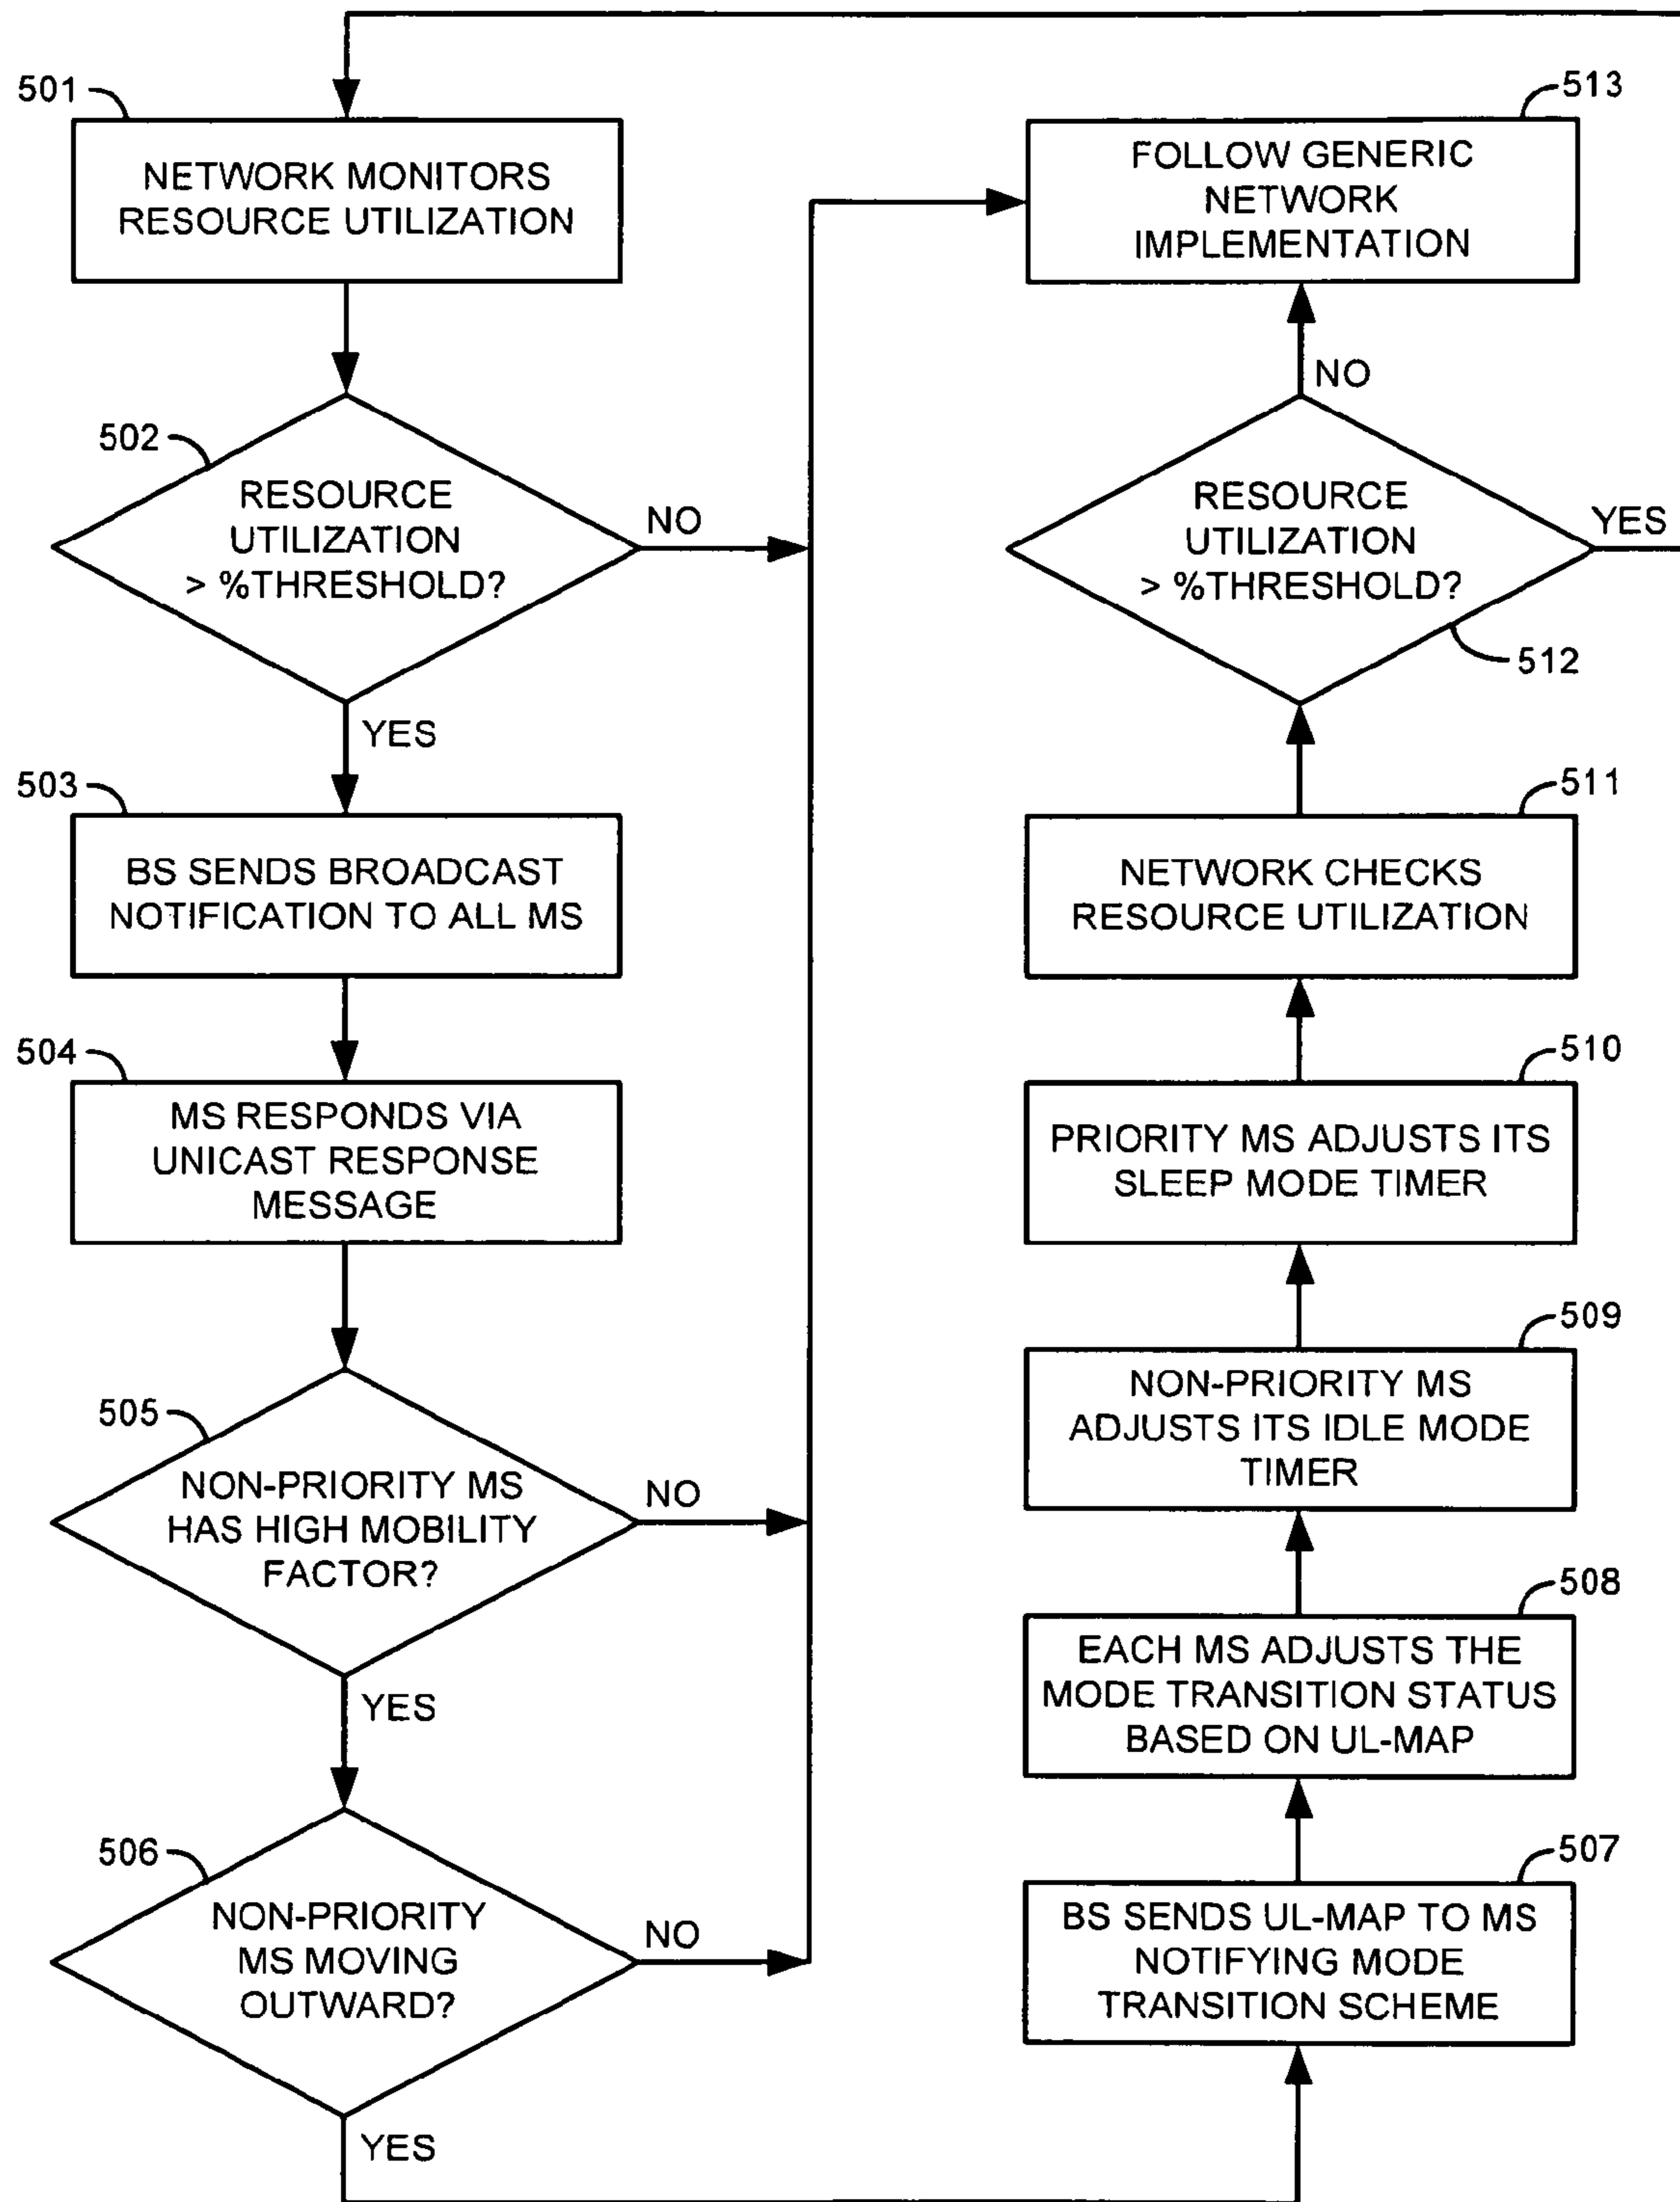 501
NETWORK MONITORS
RESOURCE UTILIZATION
502
RESOURCE
UTILIZATION
> %THRESHOLD?
NO
YES
503
BS SENDS BROADCAST
NOTIFICATION TO ALL MS
504
MS RESPONDS VIA
UNICAST RESPONSE
MESSAGE
505
NON-PRIORITY MS
HAS HIGH MOBILITY
FACTOR?
NO
YES
506
NON-PRIORITY
MS MOVING
OUTWARD?
NO
YES
513
FOLLOW GENERIC
NETWORK
IMPLEMENTATION
NO
RESOURCE
UTILIZATION
> %THRESHOLD?
YES
512
511
NETWORK CHECKS
RESOURCE UTILIZATION
510
PRIORITY MS ADJUSTS ITS
SLEEP MODE TIMER
509
NON-PRIORITY MS
ADJUSTS ITS IDLE MODE
TIMER
508
EACH MS ADJUSTS THE
MODE TRANSITION STATUS
BASED ON UL-MAP
507
BS SENDS UL-MAP TO MS
NOTIFYING MODE
TRANSITION SCHEME